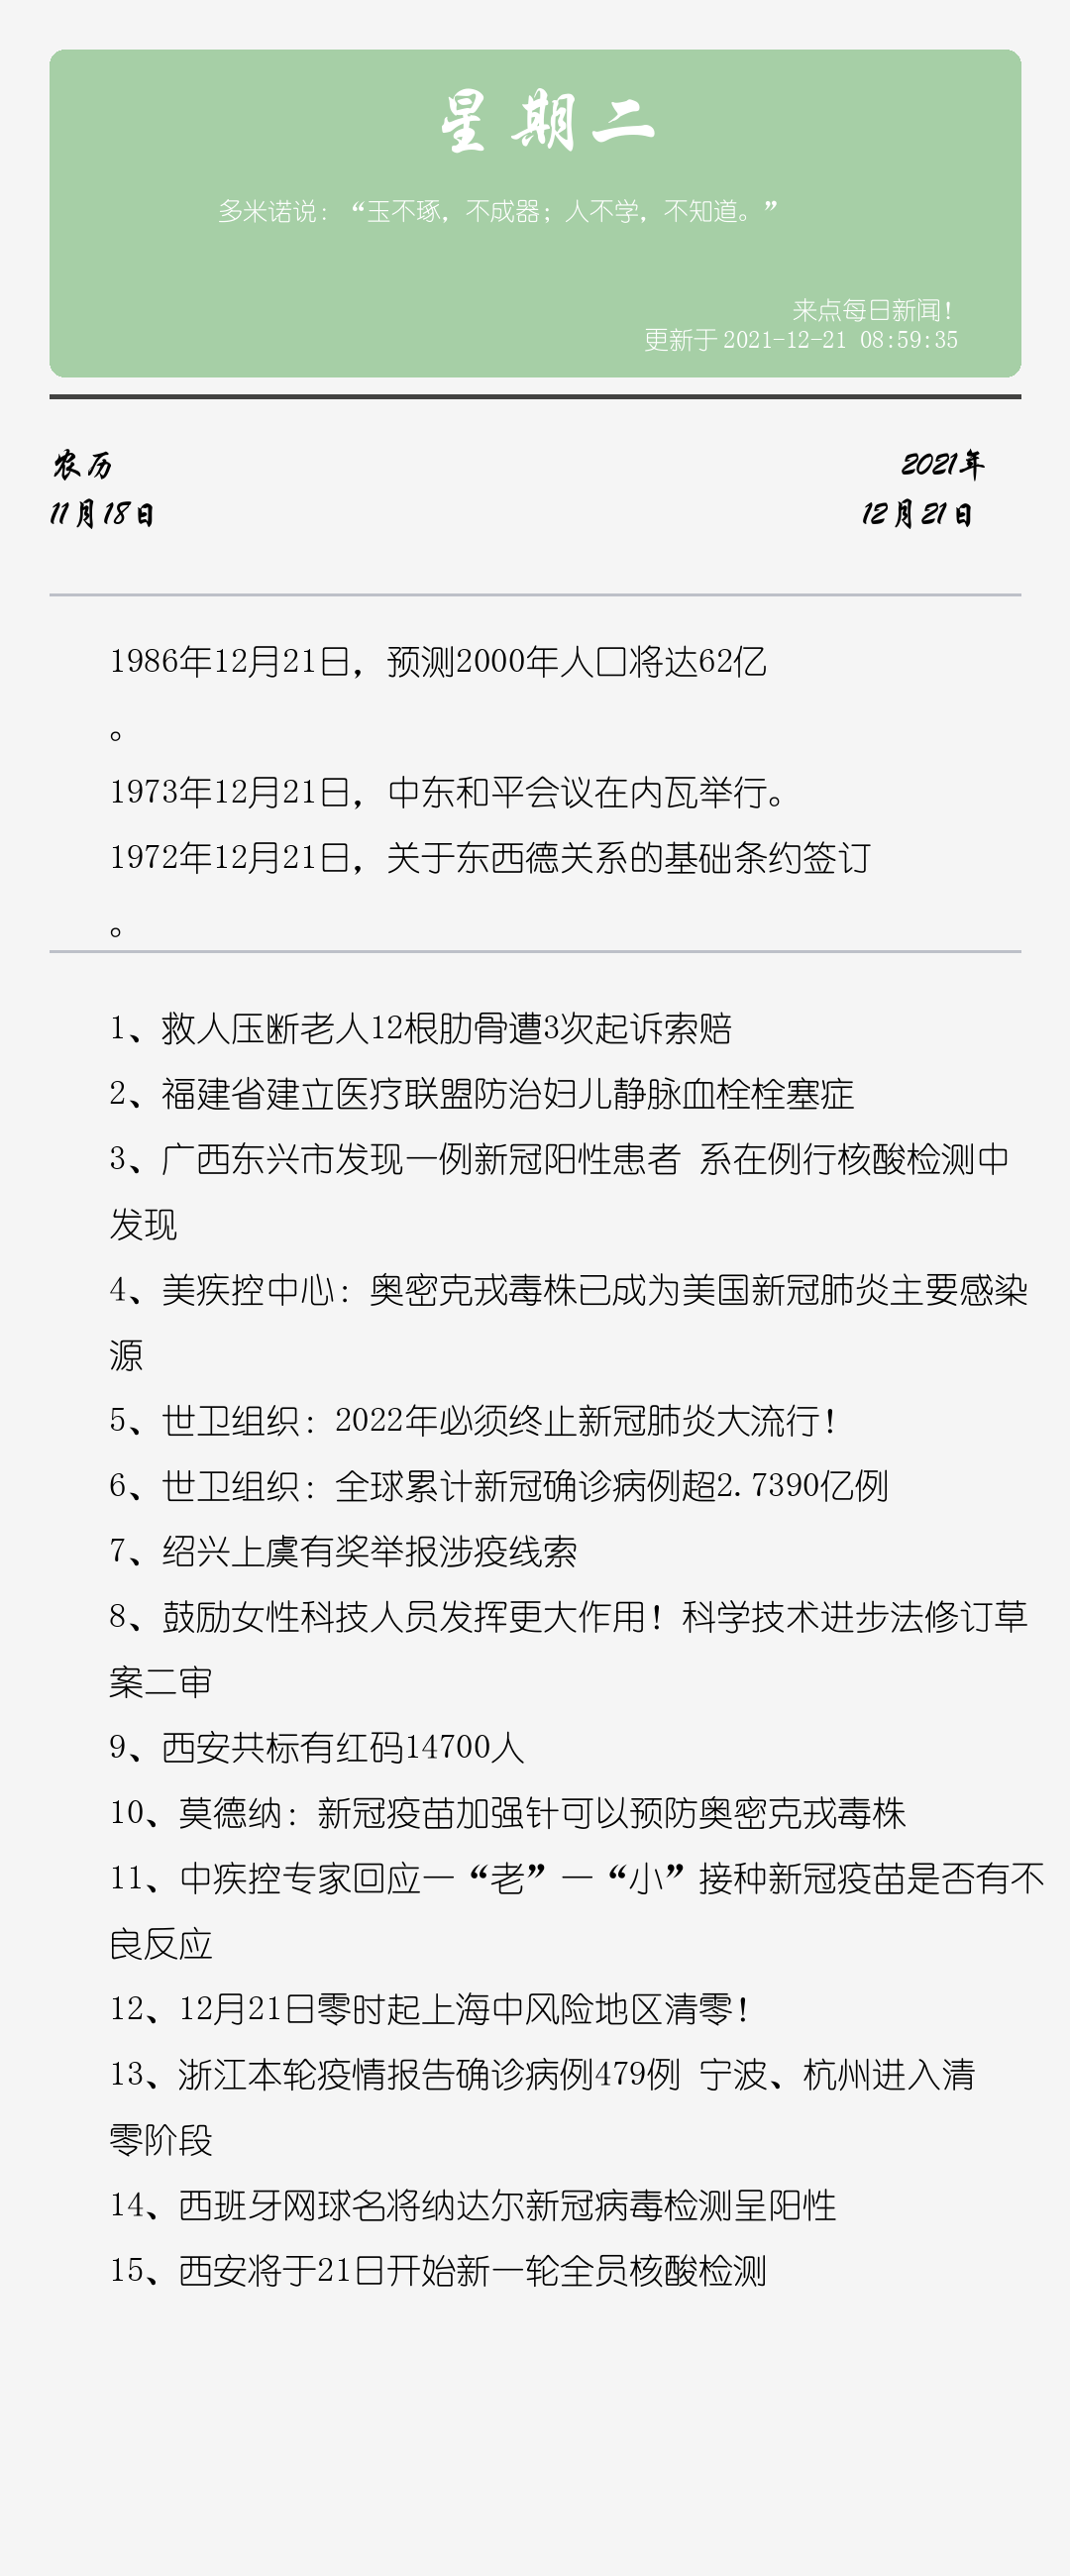 星期二
多米诺说：“玉不琢，不成器；人不学，不知道。”
来点每日新闻！
更新于 2021-12-21 08:59:35
农历
2021年
11月18日
12月21日
1986年12月21日，预测2000年人口将达62亿
。
1973年12月21日，中东和平会议在内瓦举行。
1972年12月21日，关于东西德关系的基础条约签订
。
1、救人压断老人12根肋骨遭3次起诉索赔
2、福建省建立医疗联盟防治妇儿静脉血栓栓塞症
3、广西东兴市发现一例新冠阳性患者 系在例行核酸检测中
发现
4、美疾控中心：奥密克戎毒株已成为美国新冠肺炎主要感染
源
5、世卫组织：2022年必须终止新冠肺炎大流行！
6、世卫组织：全球累计新冠确诊病例超2.7390亿例
7、绍兴上虞有奖举报涉疫线索
8、鼓励女性科技人员发挥更大作用！科学技术进步法修订草
案二审
9、西安共标有红码14700人
10、莫德纳：新冠疫苗加强针可以预防奥密克戎毒株
11、中疾控专家回应一“老”一“小”接种新冠疫苗是否有不
良反应
12、12月21日零时起上海中风险地区清零！
13、浙江本轮疫情报告确诊病例479例 宁波、杭州进入清
零阶段
14、西班牙网球名将纳达尔新冠病毒检测呈阳性
15、西安将于21日开始新一轮全员核酸检测